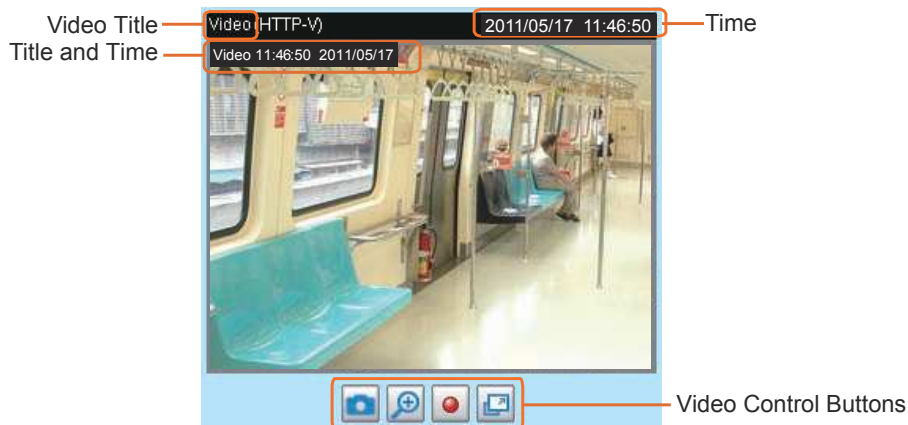 Video Title
Video (HTTP-V)
2011/05/17 11:46:50
Time
Title and Time
Video 11:46:50 2011/05/17
Video Control Buttons